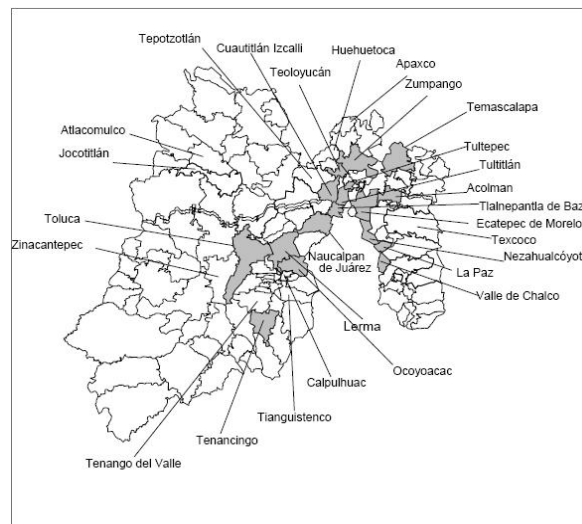 Tepotzotlán
Cuautitlán Izcalli
Huehuetoca
Teoloyucán
Apaxco
Zumpango
Temascalapa
Atlacomulco
Jocotitlán
Tultepec
Tultitlán
Acolman
Toluca
Tlalnepantla de Baz
Ecatepec de Morelo
Zinacantepec
Texcoco
Naucalpan
de Juárez
Nezahualcóyot
La Paz
Valle de Chalco
Lerma
Ocoyoacac
Calpulhuac
Tianguistenco
Tenancingo
Tenango del Valle